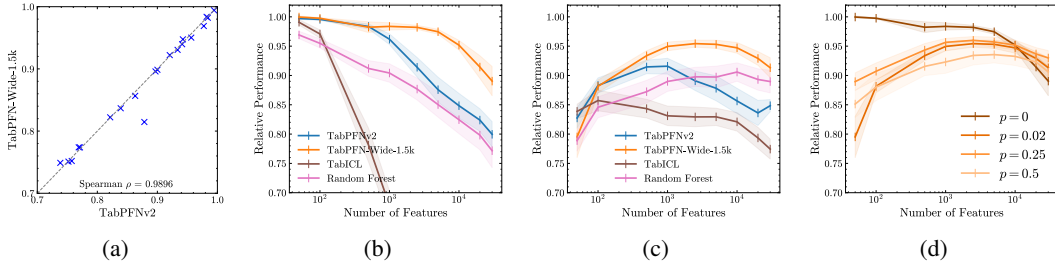 1.0
0.9
0.8
0.7
0.7
0.8
0.9
1.0
TabPFN-Wide-1.5k
TabPFNv2
Spearman ρ = 0.9896
(a)
1.00
0.95
0.90
0.85
0.80
0.75
0.70
Relative Performance
TabPFNv2
TabPFN-Wide-1.5k
TabICL
Random Forest
10²
10³
10⁴
Number of Features
(b)
1.00
0.95
0.90
0.85
0.80
0.75
0.70
Relative Performance
TabPFNv2
TabPFN-Wide-1.5k
TabICL
Random Forest
10²
10³
10⁴
Number of Features
(c)
1.00
0.95
0.90
0.85
0.80
0.75
0.70
Relative Performance
p = 0
p = 0.02
p = 0.25
p = 0.5
10²
10³
10⁴
Number of Features
(d)